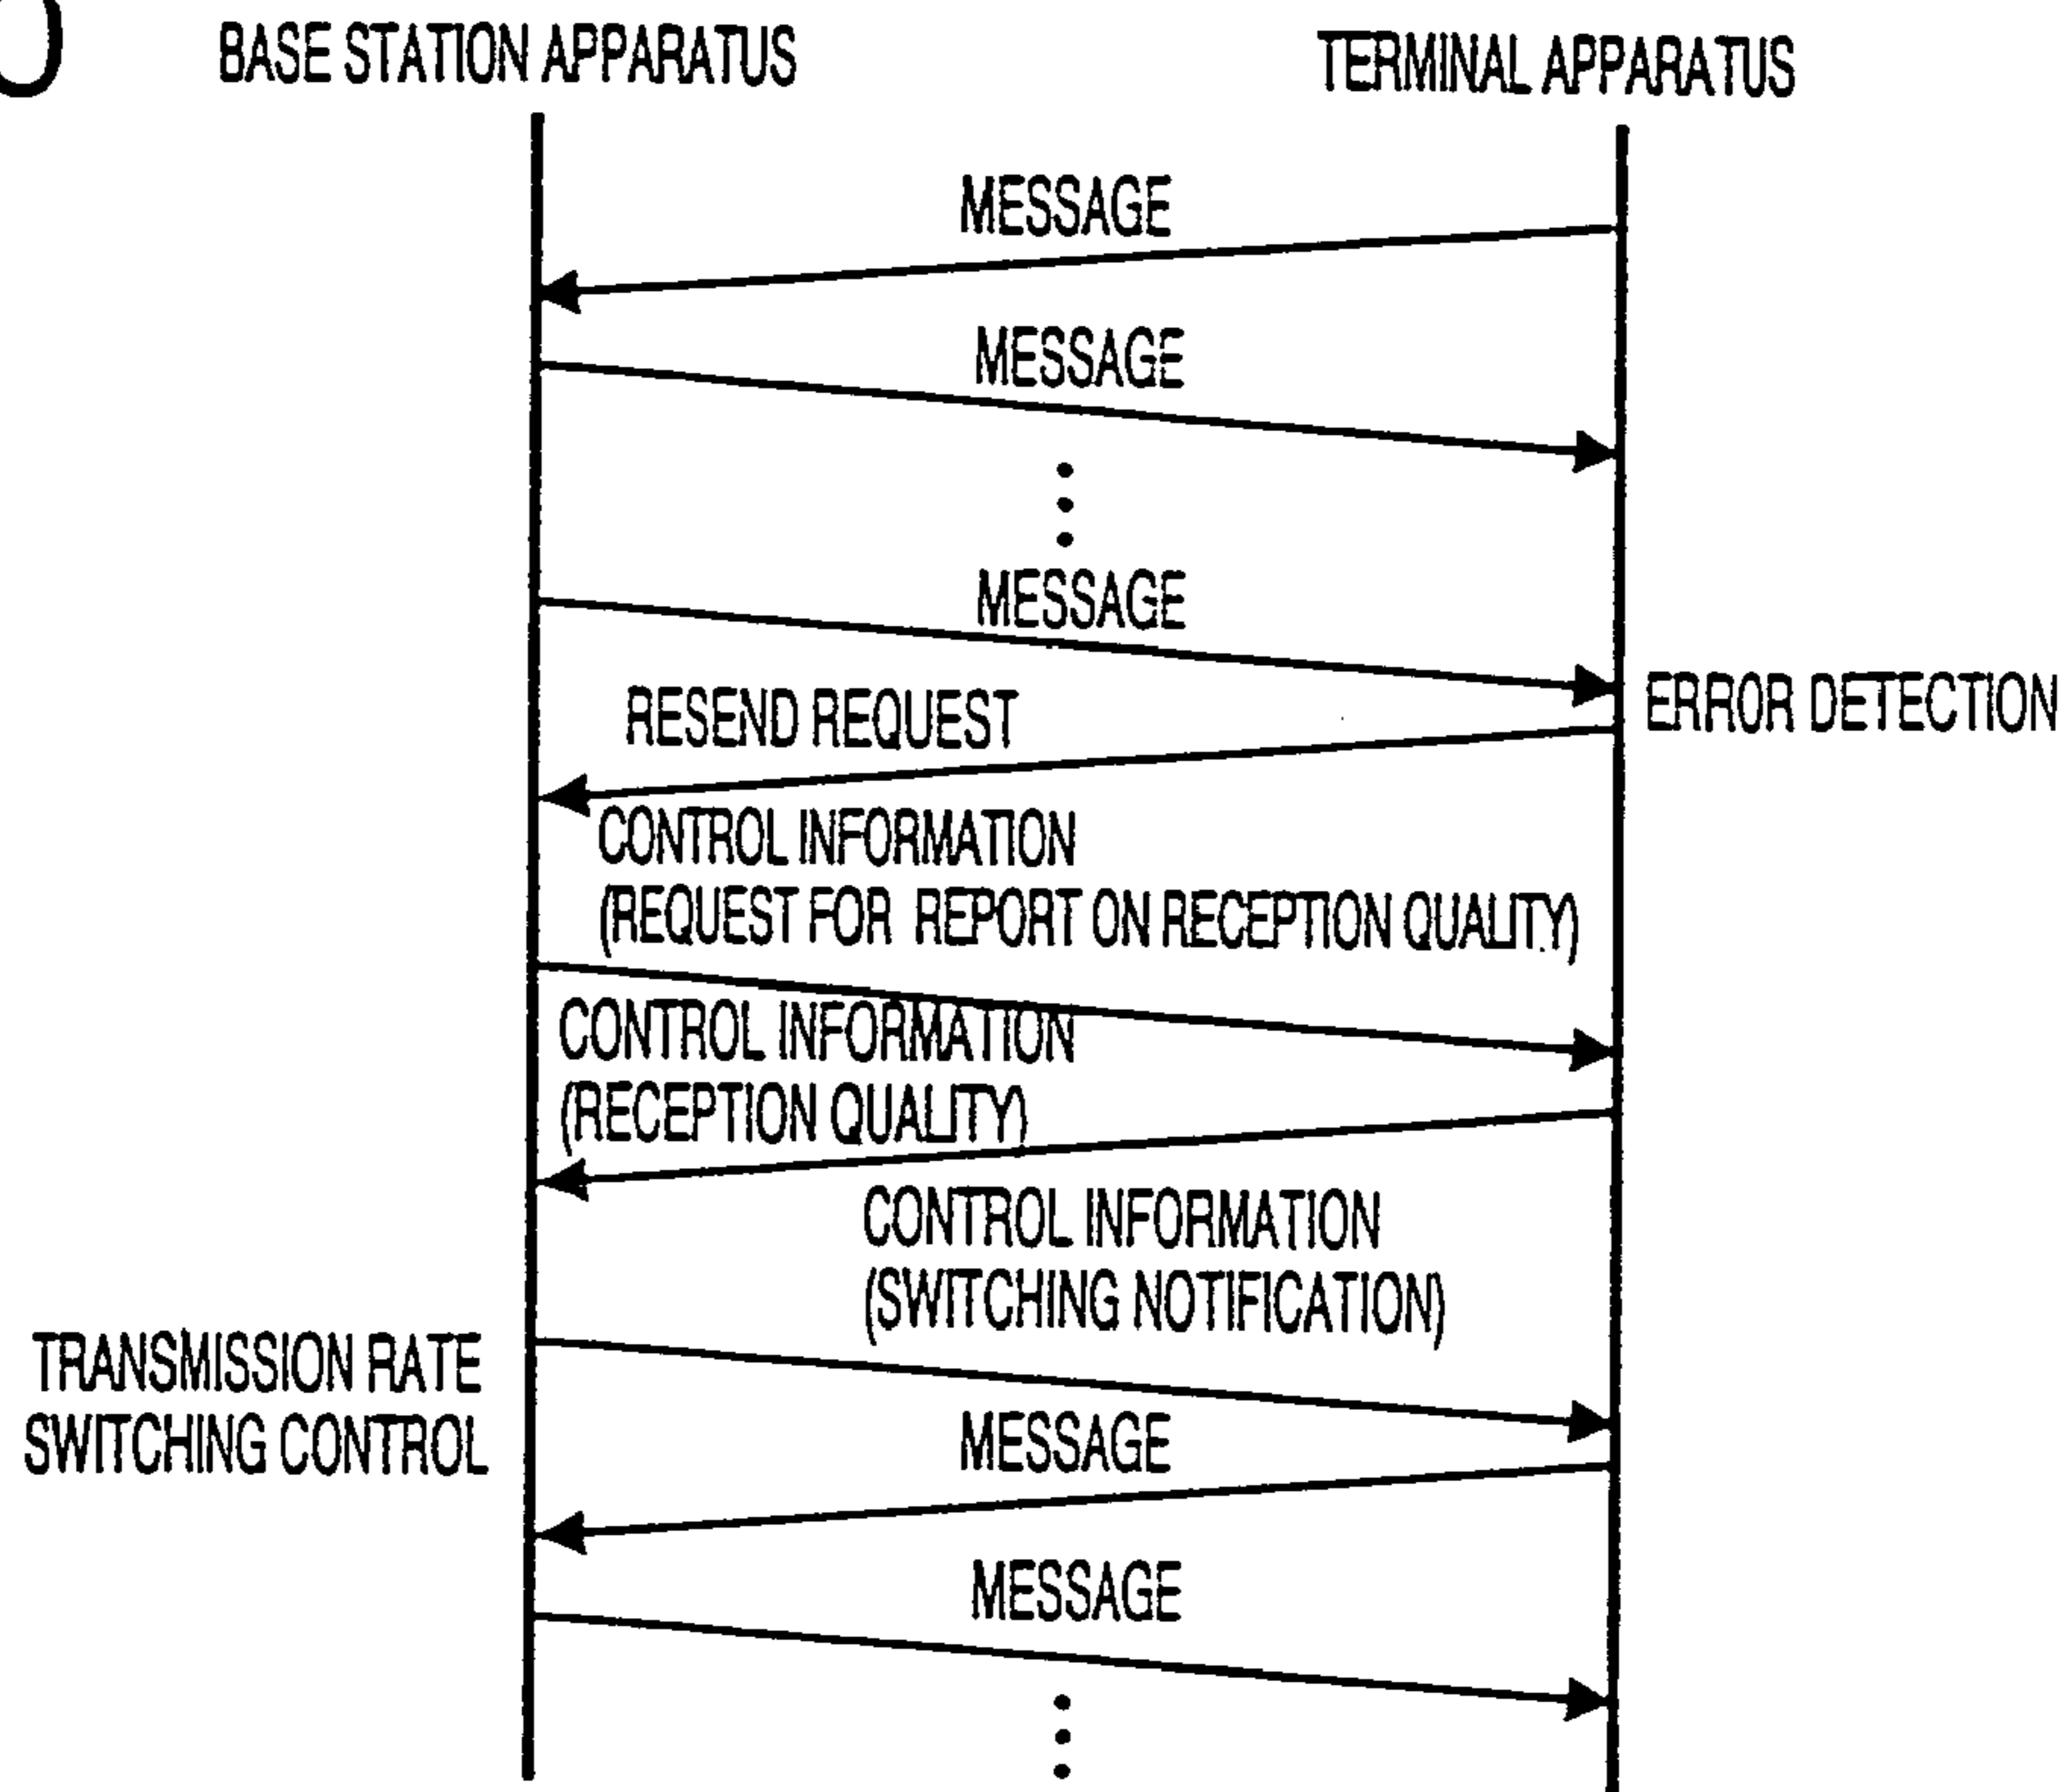 BASE STATION APPARATUS
TERMINAL APPARATUS
MESSAGE
MESSAGE
MESSAGE
ERROR DETECTION
RESEND REQUEST
CONTROL INFORMATION
(REQUEST FOR REPORT ON RECEPTION QUALITY)
CONTROL INFORMATION
(RECEPTION QUALITY)
CONTROL INFORMATION
(SWITCHING NOTIFICATION)
TRANSMISSION RATE
SWITCHING CONTROL
MESSAGE
MESSAGE